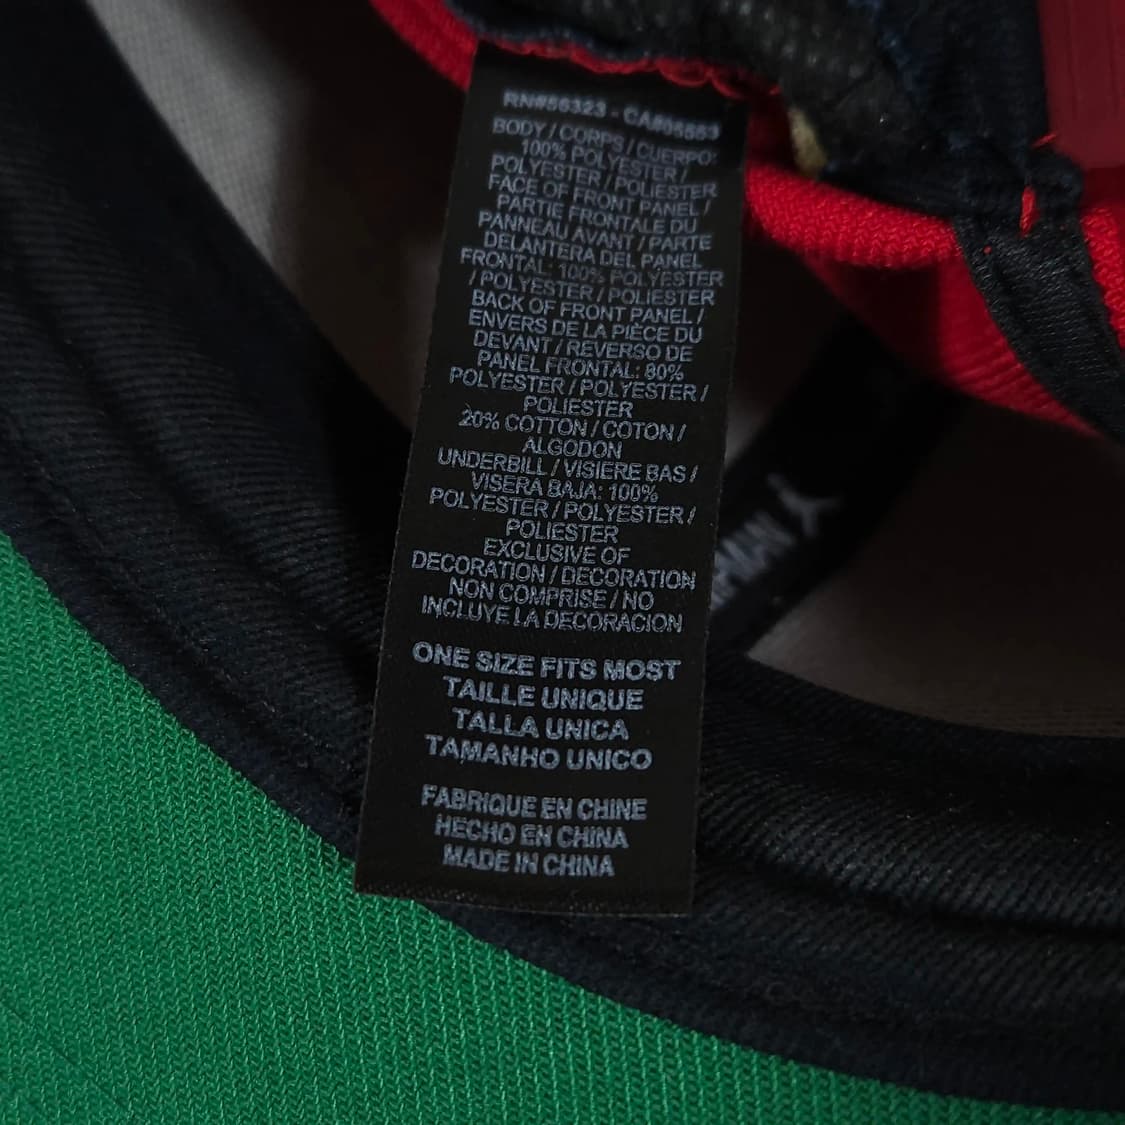 RN#56323 - CA#05553
BODY / CORPS / CUERPO:
100% POLYESTER /
POLYESTER / POLIESTER
FACE OF FRONT PANEL /
PARTIE FRONTALE DU
PANNEAU AVANT / PARTE
DELANTERA DEL PANEL
FRONTAL: 100% POLYESTER
/ POLYESTER / POLIESTER
BACK OF FRONT PANEL /
ENVERS DE LA PIÈCE DU
DEVANT / REVERSO DE
PANEL FRONTAL: 80%
POLYESTER / POLYESTER /
POLIESTER
20% COTTON / COTON /
ALGODON
UNDERBILL / VISIERE BAS /
VISERA BAJA: 100%
POLYESTER / POLYESTER /
POLIESTER
EXCLUSIVE OF
DECORATION / DECORATION
NON COMPRISE / NO
INCLUYE LA DECORACION
ONE SIZE FITS MOST
TAILLE UNIQUE
TALLA UNICA
TAMANHO UNICO
FABRIQUE EN CHINE
HECHO EN CHINA
MADE IN CHINA